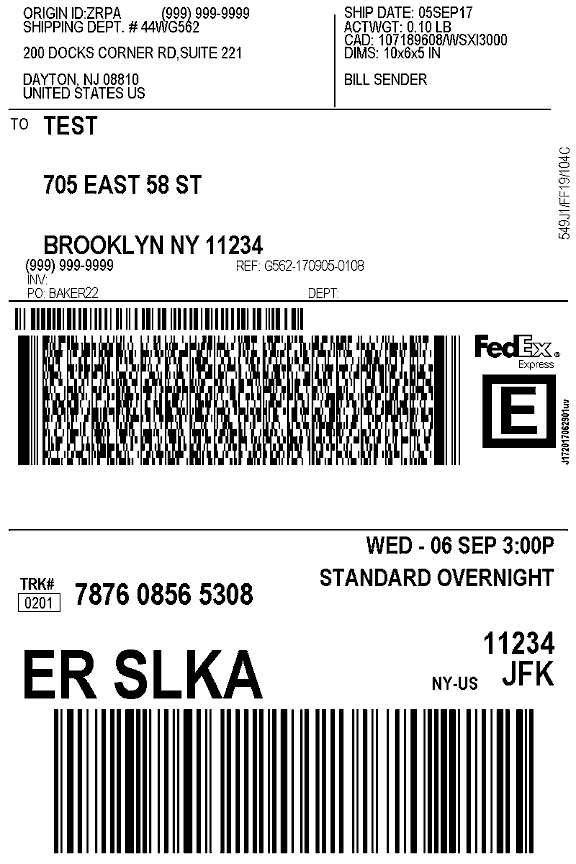 ORIGIN ID:ZRPA (999) 999-9999
SHIPPING DEPT. # 44WG562
200 DOCKS CORNER RD,SUITE 221
DAYTON, NJ 08810
UNITED STATES US
SHIP DATE: 05SEP17
ACTWGT: 0.10 LB
CAD: 107189608/WSXI3000
DIMS: 10x6x5 IN
BILL SENDER
TO TEST
705 EAST 58 ST
BROOKLYN NY 11234
(999) 999-9999 REF: G562-170905-0108
INV:
PO: BAKER22 DEPT:
549J1/FF19/104C
FedEx®
Express
E
J172017062901uv
WED - 06 SEP 3:00P
STANDARD OVERNIGHT
TRK#
0201
7876 0856 5308
ER SLKA
11234
NY-US JFK